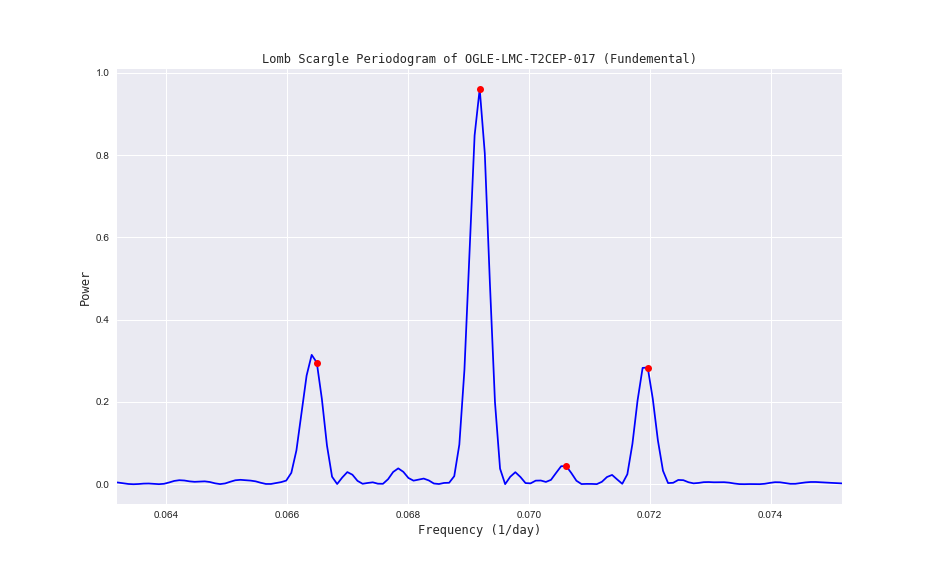 Lomb Scargle Periodogram of OGLE-LMC-T2CEP-017 (Fundemental)
1.0
0.8
0.6
0.4
0.2
0.0
Power
0.064 0.066 0.068 0.070 0.072 0.074
Frequency (1/day)